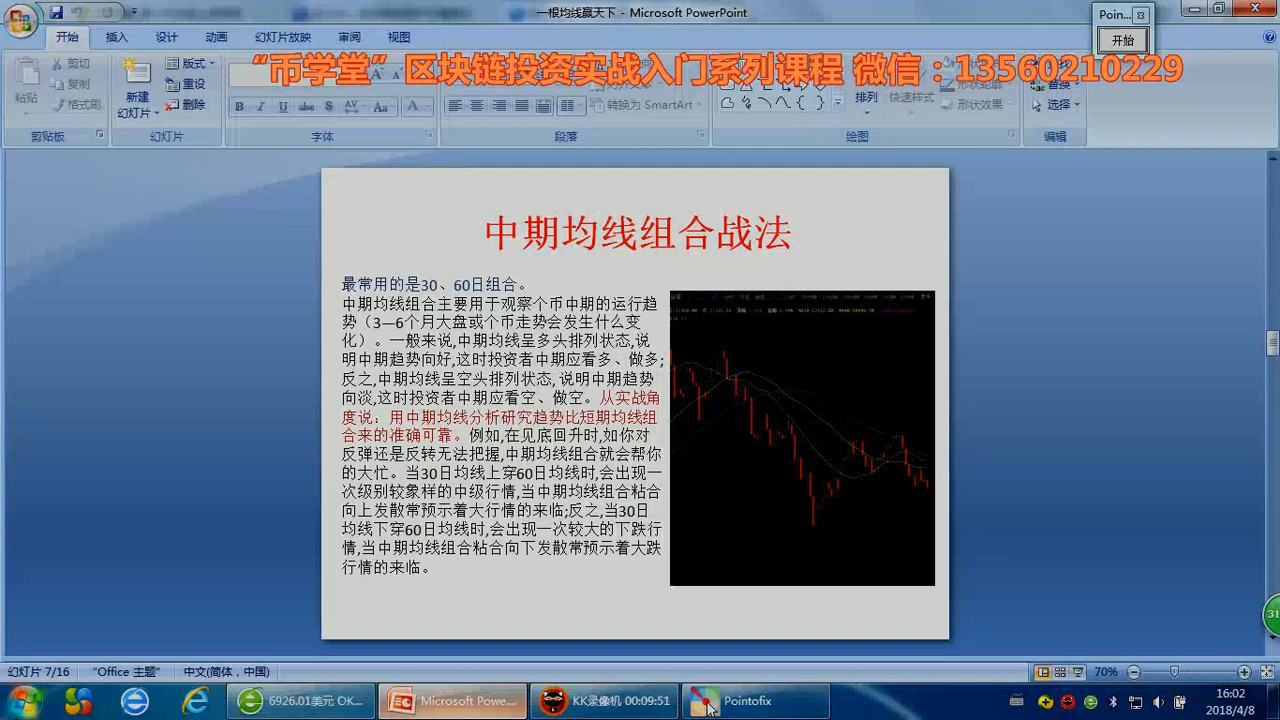 一根均线赢天下 - Microsoft PowerPoint
Poin...
开始
开始 插入 设计 动画 幻灯片放映 审阅 视图
“币学堂”区块链投资实战入门系列课程 微信：13560210229
粘贴
剪切
复制
格式刷
新建
幻灯片
版式
重设
删除
转换为 SmartArt
排列
快速样式
形状效果
替换
选择
剪贴板 幻灯片 字体 段落 绘图 编辑
中期均线组合战法
最常用的是30、60日组合。
中期均线组合主要用于观察个币中期的运行趋
势（3—6个月大盘或个币走势会发生什么变
化）。一般来说,中期均线呈多头排列状态,说
明中期趋势向好,这时投资者中期应看多、做多;
反之,中期均线呈空头排列状态,说明中期趋势
向淡,这时投资者中期应看空、做空。从实战角
度说：用中期均线分析研究趋势比短期均线组
合来的准确可靠。例如,在见底回升时,如你对
反弹还是反转无法把握,中期均线组合就会帮你
的大忙。当30日均线上穿60日均线时,会出现一
次级别较象样的中级行情,当中期均线组合粘合
向上发散常预示着大行情的来临;反之,当30日
均线下穿60日均线时,会出现一次较大的下跌行
情,当中期均线组合粘合向下发散常预示着大跌
行情的来临。
31
幻灯片 7/16 “Office 主题” 中文(简体，中国) 70%
6926.01美元 OK... Microsoft Powe... KK录像机 00:09:51 Pointofix
16:02
2018/4/8